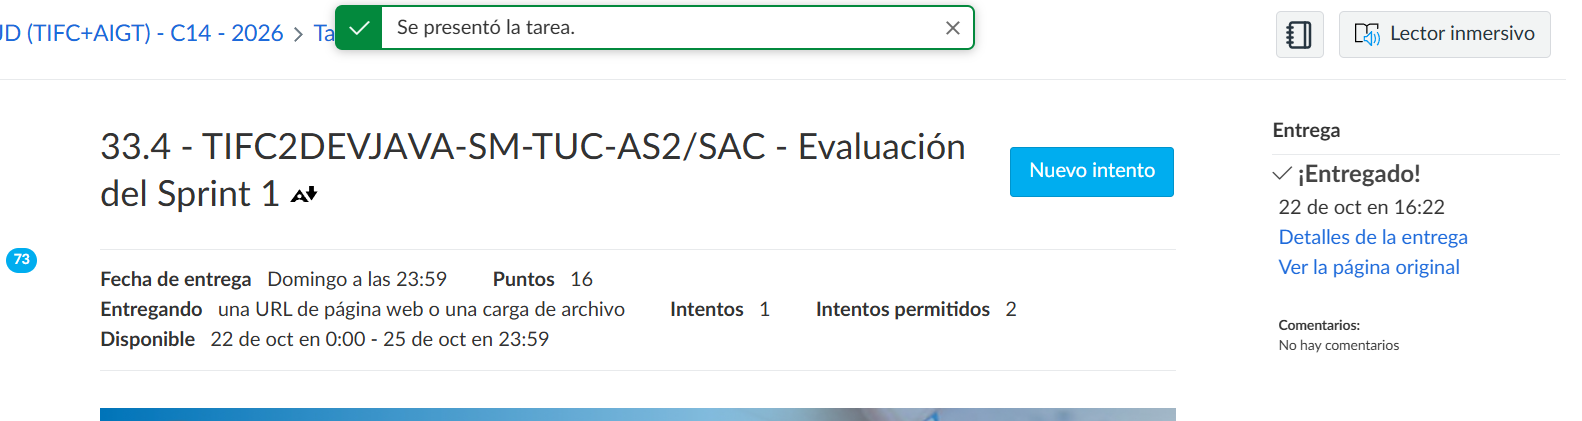 JD (TIFC+AIGT) - C14 - 2026 > Ta
Se presentó la tarea.
Lector inmersivo
33.4 - TIFC2DEVJAVA-SM-TUC-AS2/SAC - Evaluación
del Sprint 1
Nuevo intento
Entrega
¡Entregado!
22 de oct en 16:22
Detalles de la entrega
Ver la página original
Comentarios:
No hay comentarios
73
Fecha de entrega Domingo a las 23:59 Puntos 16
Entregando una URL de página web o una carga de archivo Intentos 1 Intentos permitidos 2
Disponible 22 de oct en 0:00 - 25 de oct en 23:59